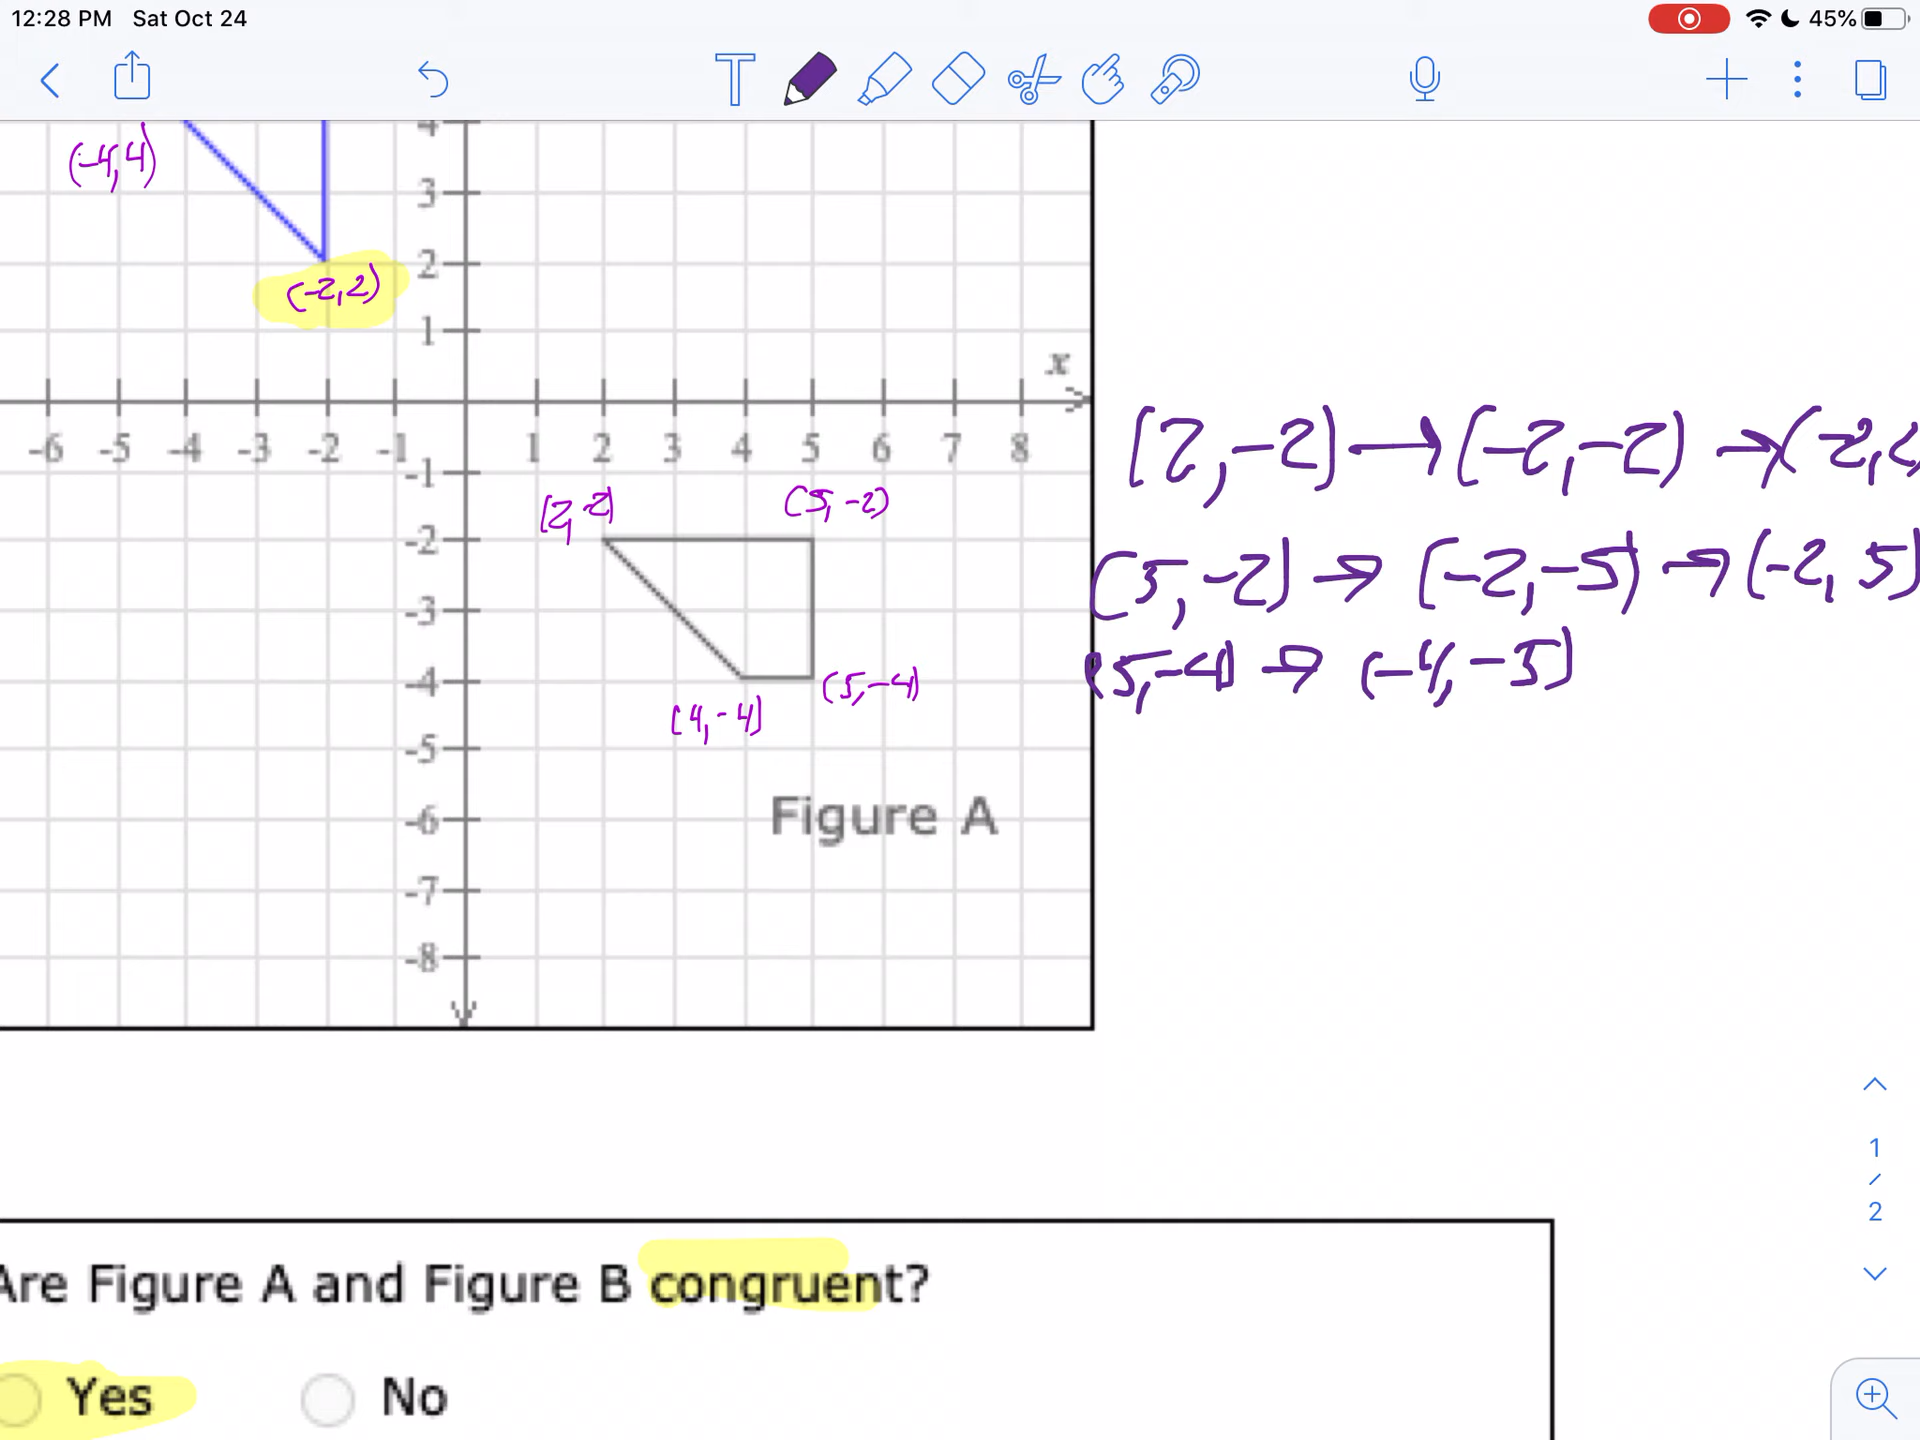 12:28 PM Sat Oct 24
45%
T
4
(-4,4)
3
2
(-2,2)
1
x
-6 -5 -4 -3 -2 -1 1 2 3 4 5 6 7 8
(2,-2) → (-2,-2) → (-2,2
-1
(2,-2) (5,-2)
-2
(5,-2) → (-2,-5) → (-2, 5)
-3
(5,-4) → (-4,-5)
-4
(5,-4)
(4,-4)
-5
Figure A
-6
-7
-8
1
/
2
Are Figure A and Figure B congruent?
Yes No